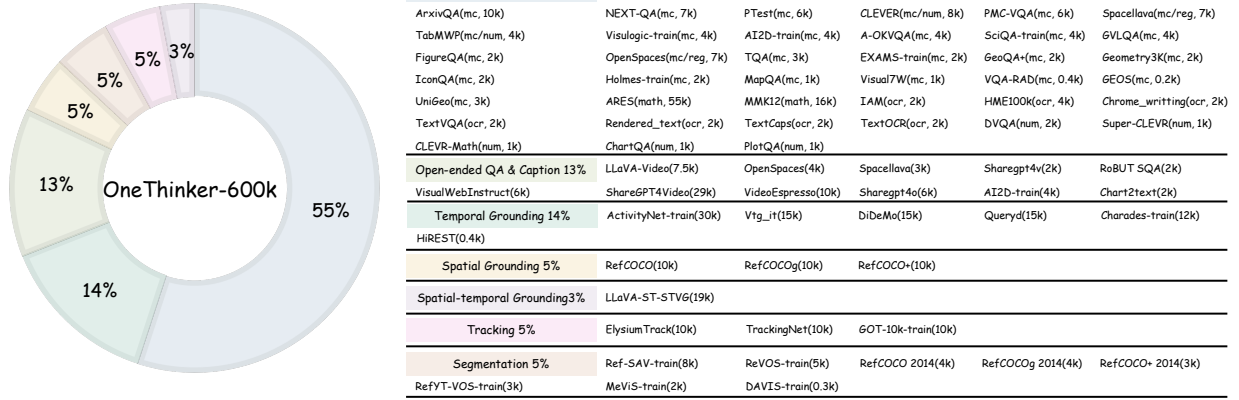 3%
5%
5%
5%
13%
OneThinker-600k
55%
14%
ArxivQA(mc, 10k) NEXT-QA(mc, 7k) PTest(mc, 6k) CLEVER(mc/num, 8k) PMC-VQA(mc, 6k) Spacellava(mc/reg, 7k)
TabMWP(mc/num, 4k) Visulogic-train(mc, 4k) AI2D-train(mc, 4k) A-OKVQA(mc, 4k) SciQA-train(mc, 4k) GVLQA(mc, 4k)
FigureQA(mc, 2k) OpenSpaces(mc/reg, 7k) TQA(mc, 3k) EXAMS-train(mc, 2k) GeoQA+(mc, 2k) Geometry3K(mc, 2k)
IconQA(mc, 2k) Holmes-train(mc, 2k) MapQA(mc, 1k) Visual7W(mc, 1k) VQA-RAD(mc, 0.4k) GEOS(mc, 0.2k)
UniGeo(mc, 3k) ARES(math, 55k) MMK12(math, 16k) IAM(ocr, 2k) HME100k(ocr, 4k) Chrome_writting(ocr, 2k)
TextVQA(ocr, 2k) Rendered_text(ocr, 2k) TextCaps(ocr, 2k) TextOCR(ocr, 2k) DVQA(num, 2k) Super-CLEVR(num, 1k)
CLEVR-Math(num, 1k) ChartQA(num, 1k) PlotQA(num, 1k)
Open-ended QA & Caption 13% LLaVA-Video(7.5k) OpenSpaces(4k) Spacellava(3k) Sharegpt4v(2k) RoBUT SQA(2k)
VisualWebInstruct(6k) ShareGPT4Video(29k) VideoEspresso(10k) Sharegpt4o(6k) AI2D-train(4k) Chart2text(2k)
Temporal Grounding 14% ActivityNet-train(30k) Vtg_it(15k) DiDeMo(15k) Queryd(15k) Charades-train(12k)
HiREST(0.4k)
Spatial Grounding 5% RefCOCO(10k) RefCOCOg(10k) RefCOCO+(10k)
Spatial-temporal Grounding3% LLaVA-ST-STVG(19k)
Tracking 5% ElysiumTrack(10k) TrackingNet(10k) GOT-10k-train(10k)
Segmentation 5% Ref-SAV-train(8k) ReVOS-train(5k) RefCOCO 2014(4k) RefCOCOg 2014(4k) RefCOCO+ 2014(3k)
RefYT-VOS-train(3k) MeViS-train(2k) DAVIS-train(0.3k)